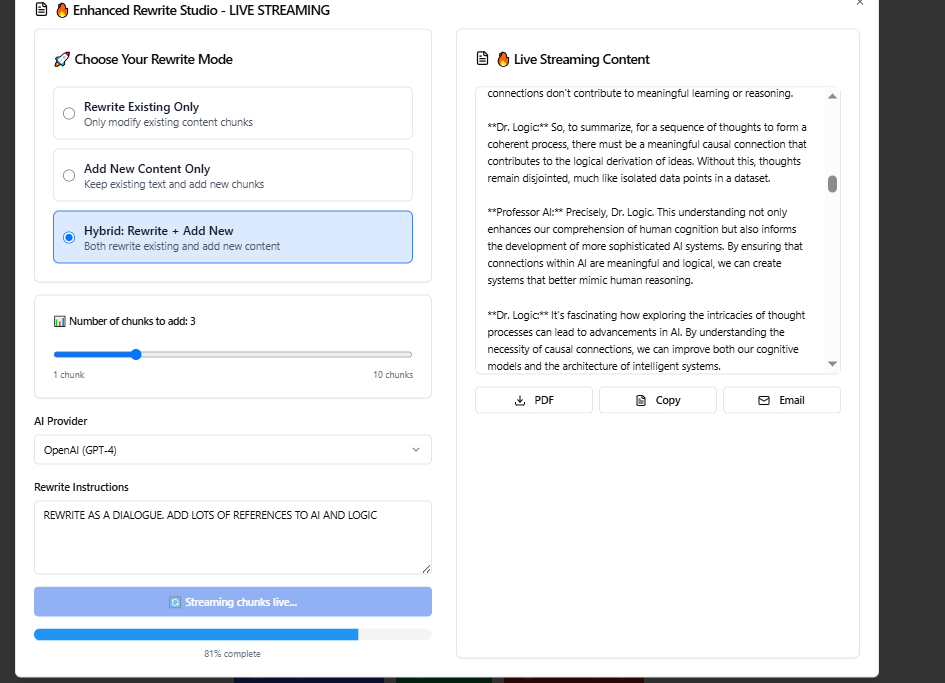 Enhanced Rewrite Studio - LIVE STREAMING
Choose Your Rewrite Mode
Rewrite Existing Only
Only modify existing content chunks
Add New Content Only
Keep existing text and add new chunks
Hybrid: Rewrite + Add New
Both rewrite existing and add new content
Number of chunks to add: 3
1 chunk
10 chunks
AI Provider
OpenAI (GPT-4)
Rewrite Instructions
REWRITE AS A DIALOGUE. ADD LOTS OF REFERENCES TO AI AND LOGIC
Streaming chunks live...
81% complete
Live Streaming Content
connections don't contribute to meaningful learning or reasoning.
**Dr. Logic:** So, to summarize, for a sequence of thoughts to form a
coherent process, there must be a meaningful causal connection that
contributes to the logical derivation of ideas. Without this, thoughts
remain disjointed, much like isolated data points in a dataset.
**Professor AI:** Precisely, Dr. Logic. This understanding not only
enhances our comprehension of human cognition but also informs
the development of more sophisticated AI systems. By ensuring that
connections within AI are meaningful and logical, we can create
systems that better mimic human reasoning.
**Dr. Logic:** It's fascinating how exploring the intricacies of thought
processes can lead to advancements in AI. By understanding the
necessity of causal connections, we can improve both our cognitive
models and the architecture of intelligent systems.
PDF
Copy
Email